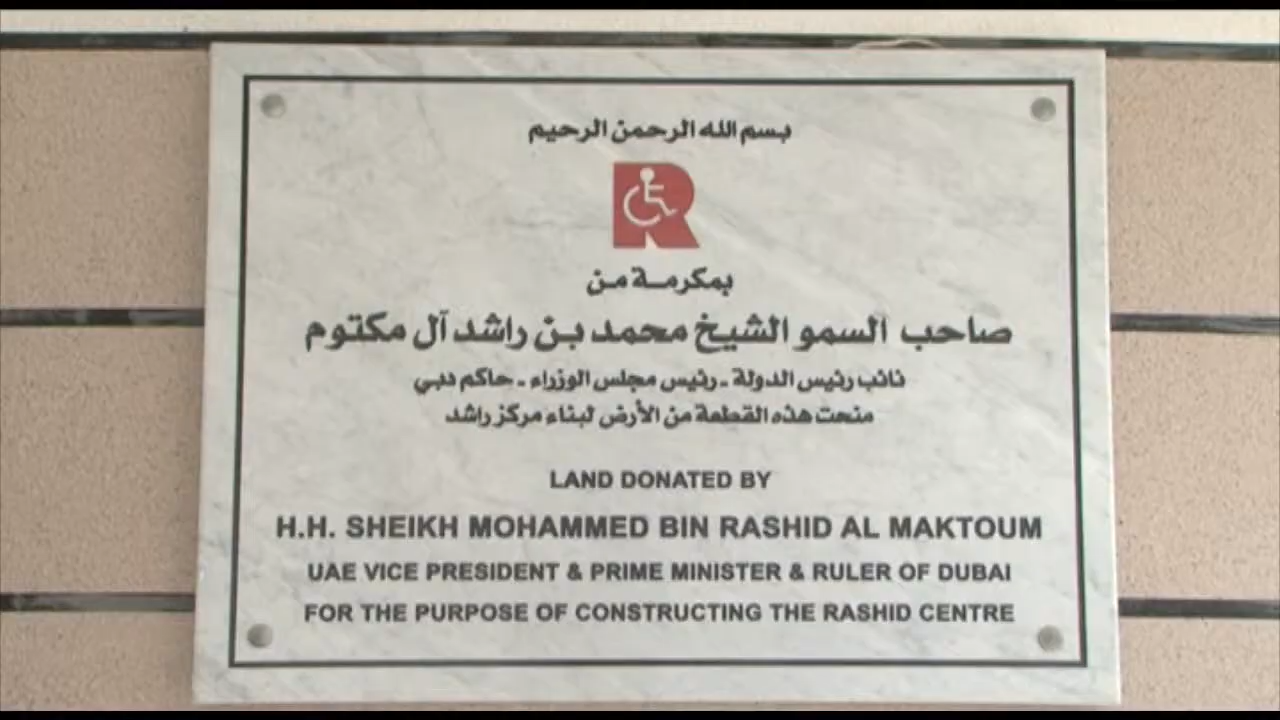 بسم الله الرحمن الرحيم
R
بمكرمة من
صاحب السمو الشيخ محمد بن راشد آل مكتوم
نائب رئيس الدولة - رئيس مجلس الوزراء - حاكم دبي
منحت هذه القطعة من الأرض لبناء مركز راشد
LAND DONATED BY
H.H. SHEIKH MOHAMMED BIN RASHID AL MAKTOUM
UAE VICE PRESIDENT & PRIME MINISTER & RULER OF DUBAI
FOR THE PURPOSE OF CONSTRUCTING THE RASHID CENTRE